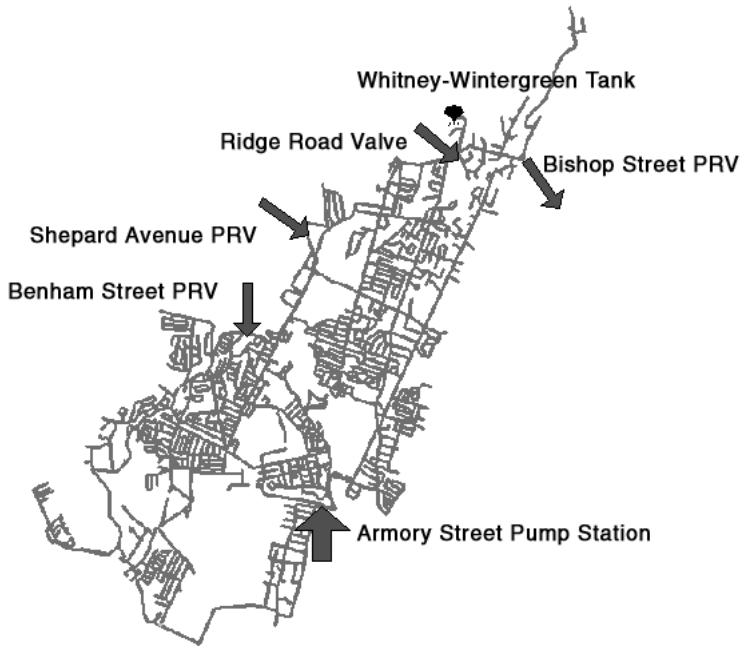 Whitney-Wintergreen Tank
Ridge Road Valve
Bishop Street PRV
Shepard Avenue PRV
Benham Street PRV
Armory Street Pump Station